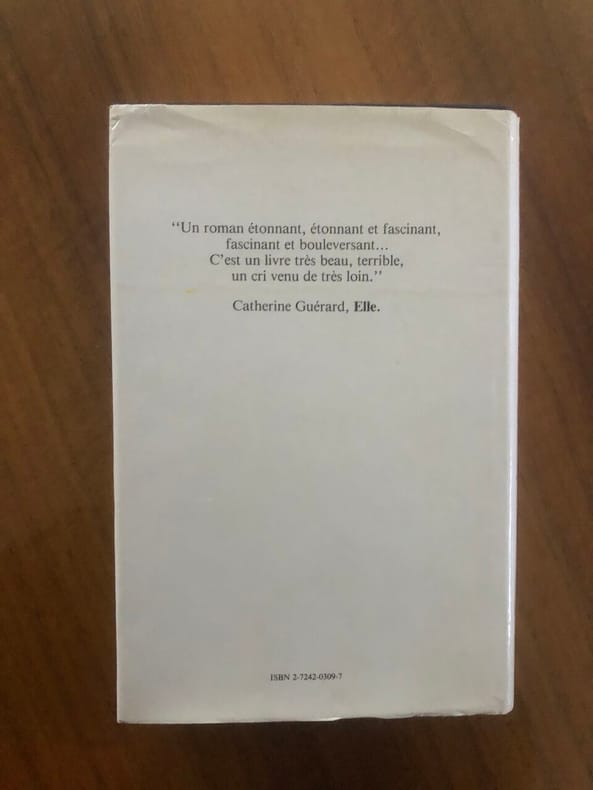 “Un roman étonnant, étonnant et fascinant,
fascinant et bouleversant...
C’est un livre très beau, terrible,
un cri venu de très loin.”
Catherine Guérard, Elle.
ISBN 2-7242-0309-7